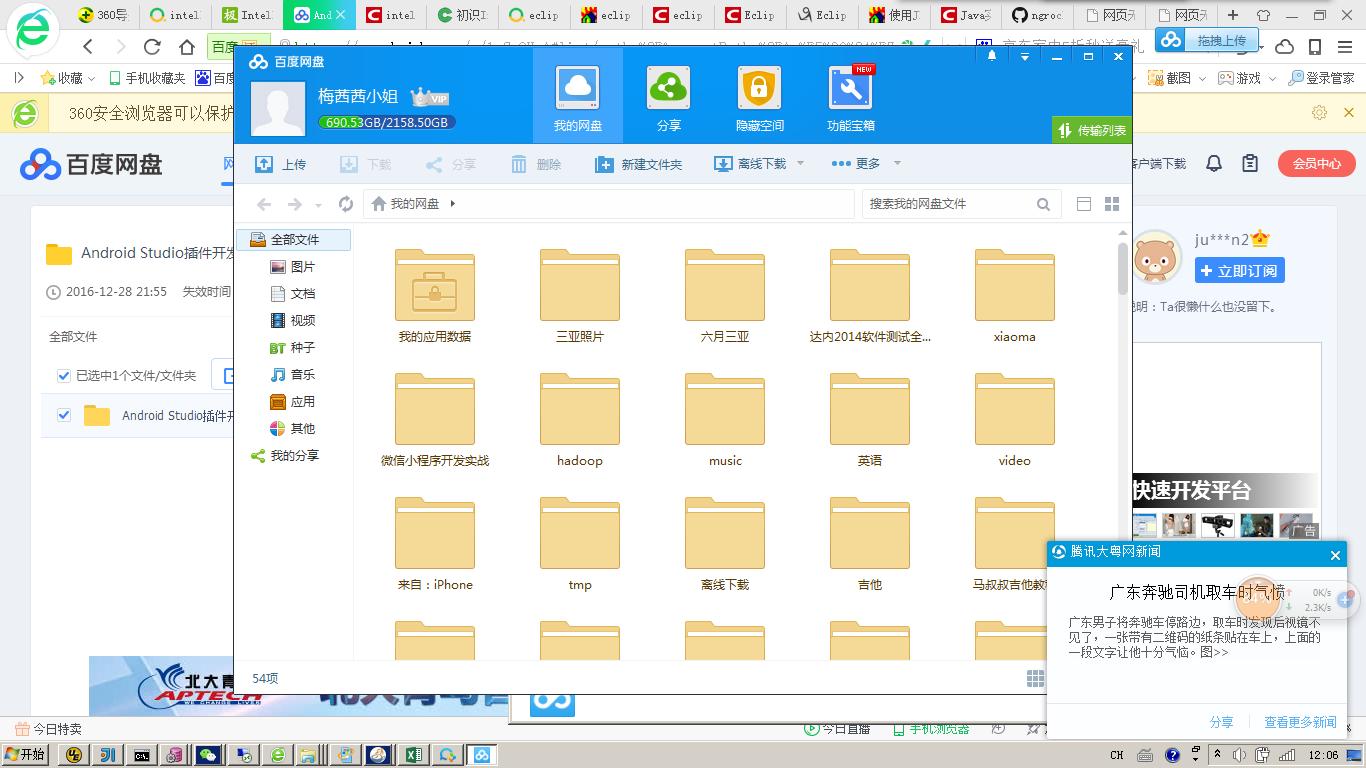 360导
intel
Intel
And
intel
初识I
eclip
eclip
eclip
Eclip
Eclip
使用J
Java
ngroc
网页
网页
百度
拖拽上传
收藏
手机收藏夹
百度
截图
游戏
登录管家
360安全浏览器可以保护
百度网盘
客户端下载
会员中心
Android Studio插件开发
2016-12-28 21:55 失效时间
全部文件
已选中1个文件/文件夹
Android Studio插件开
百度网盘
梅茜茜小姐
VIP
690.53GB/2158.50GB
我的网盘
分享
隐藏空间
功能宝箱
NEW
传输列表
上传
下载
分享
删除
新建文件夹
离线下载
更多
我的网盘
搜索我的网盘文件
全部文件
图片
文档
视频
BT 种子
音乐
应用
其他
我的分享
我的应用数据
三亚照片
六月三亚
达内2014软件测试全...
xiaoma
微信小程序开发实战
hadoop
music
英语
video
来自：iPhone
tmp
离线下载
吉他
马叔叔吉他教
54项
ju***n2
+ 立即订阅
说明：Ta很懒什么也没留下。
快速开发平台
广告
腾讯大粤网新闻
广东奔驰司机取车时气愤
广东男子将奔驰车停路边，取车时发现后视镜不
见了，一张带有二维码的纸条贴在车上，上面的
一段文字让他十分气恼。图>>
0K/s
2.3K/s
分享
查看更多新闻
北大青
APTECH
WE CHANGE LIVES
今日特卖
今日直播
手机浏览器
开始
CH
12:06